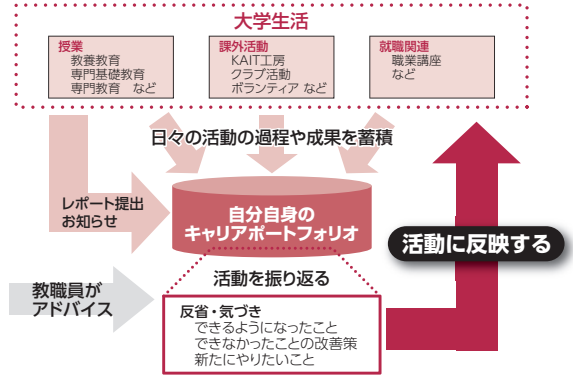 大学生活
授業
教養教育
専門基礎教育
専門教育　など
課外活動
KAIT工房
クラブ活動
ボランティア など
就職関連
職業講座
など
日々の活動の過程や成果を蓄積
レポート提出
お知らせ
自分自身の
キャリアポートフォリオ
活動に反映する
活動を振り返る
教職員が
アドバイス
反省・気づき
できるようになったこと
できなかったことの改善策
新たにやりたいこと